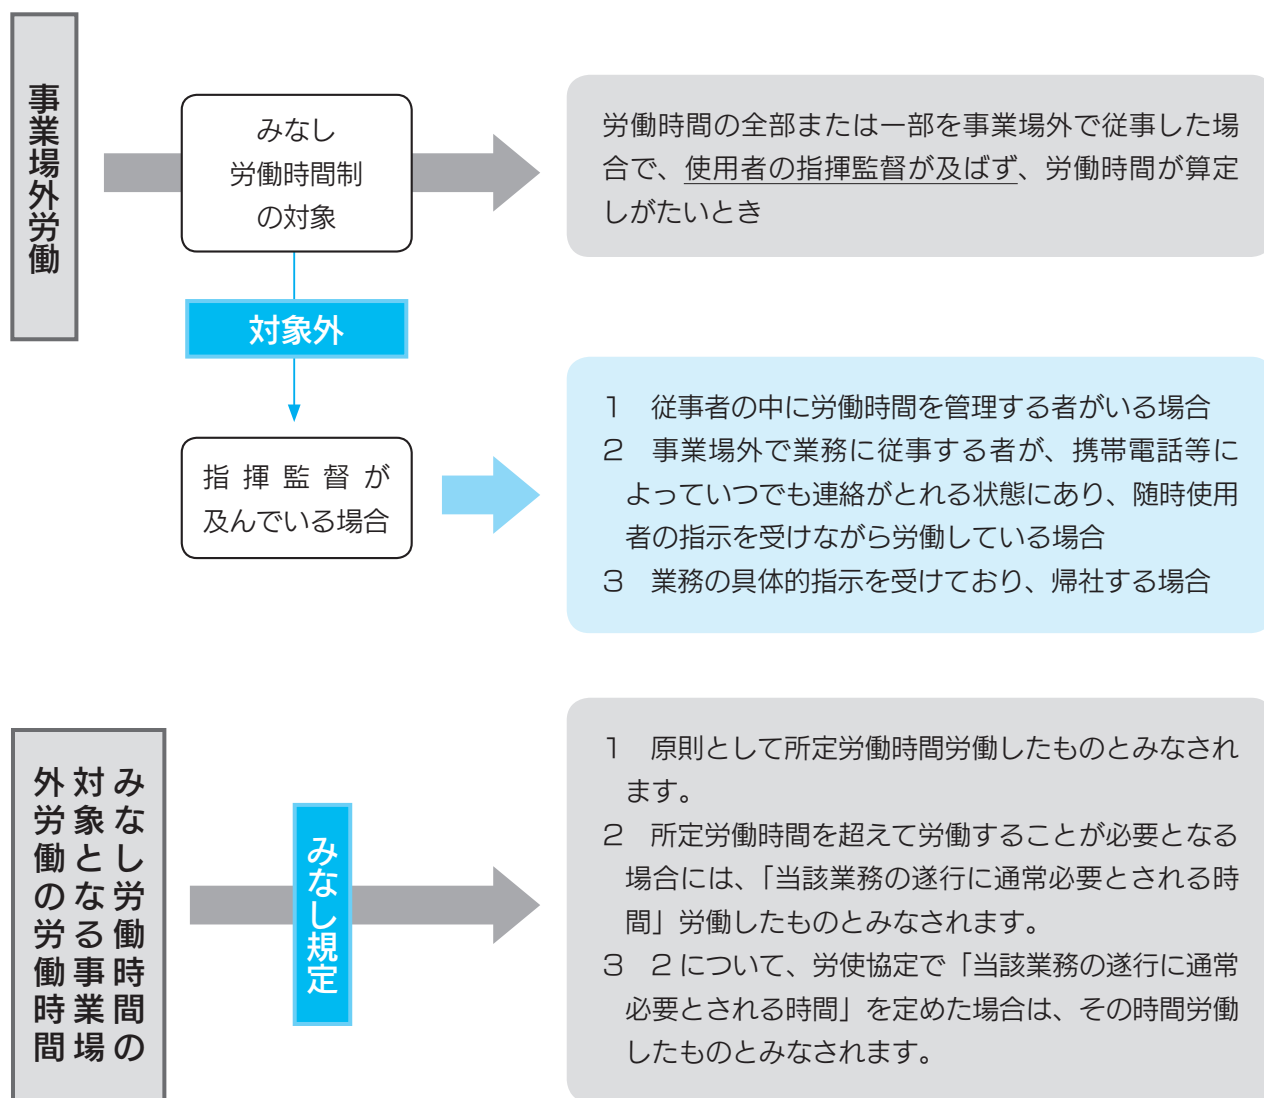 事業場外労働
みなし
労働時間制
の対象
労働時間の全部または一部を事業場外で従事した場
合で、使用者の指揮監督が及ばず、労働時間が算定
しがたいとき
対象外
指揮監督が
及んでいる場合
1　従事者の中に労働時間を管理する者がいる場合
2　事業場外で業務に従事する者が、携帯電話等に
よっていつでも連絡がとれる状態にあり、随時使用
者の指示を受けながら労働している場合
3　業務の具体的指示を受けており、帰社する場合
みなし労働時間の
対象となる事業場
外労働の労働時間
みなし規定
1　原則として所定労働時間労働したものとみなされ
ます。
2　所定労働時間を超えて労働することが必要となる
場合には、「当該業務の遂行に通常必要とされる時
間」労働したものとみなされます。
3　2について、労使協定で「当該業務の遂行に通常
必要とされる時間」を定めた場合は、その時間労働
したものとみなされます。